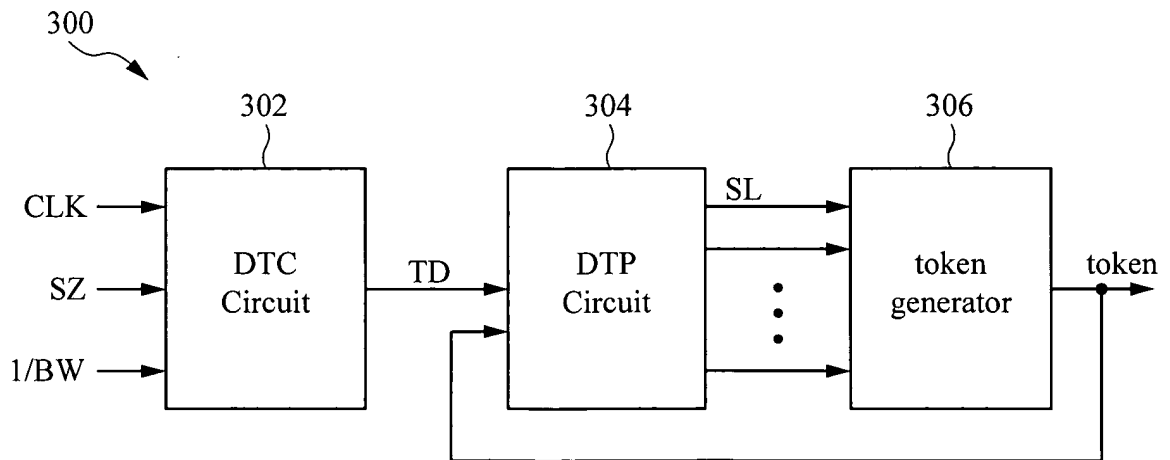 300
302
304
306
CLK
SZ
1/BW
DTC
Circuit
TD
DTP
Circuit
SL
token
generator
token